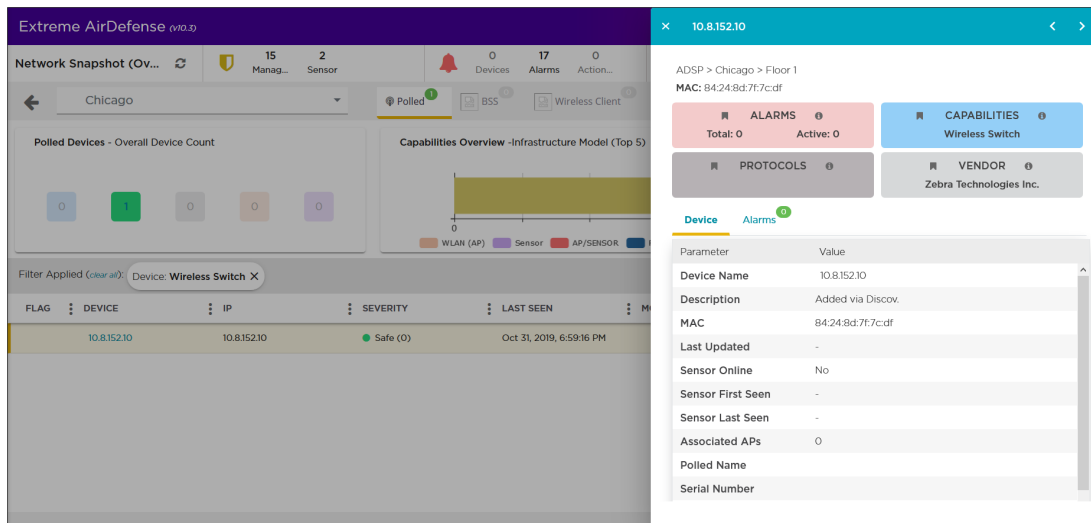 Extreme AirDefense (v10.3)
Network Snapshot (Ov...
15
Manag...
2
Sensor
0
Devices
17
Alarms
0
Action...
Chicago
Polled 1
BSS 0
Wireless Client 0
Polled Devices - Overall Device Count
0 1 0 0 0
Capabilities Overview -Infrastructure Model (Top 5)
0
WLAN (AP) Sensor AP/SENSOR
Filter Applied (clear all): Device: Wireless Switch X
FLAG DEVICE IP SEVERITY LAST SEEN
10.8.152.10 10.8.152.10 Safe (0) Oct 31, 2019, 6:59:16 PM
× 10.8.152.10 < >
ADSP > Chicago > Floor 1
MAC: 84:24:8d:7f:7c:df
ALARMS
Total: 0 Active: 0
CAPABILITIES
Wireless Switch
PROTOCOLS
VENDOR
Zebra Technologies Inc.
Device Alarms 0
Parameter Value
Device Name 10.8.152.10
Description Added via Discov.
MAC 84:24:8d:7f:7c:df
Last Updated -
Sensor Online No
Sensor First Seen -
Sensor Last Seen -
Associated APs 0
Polled Name
Serial Number